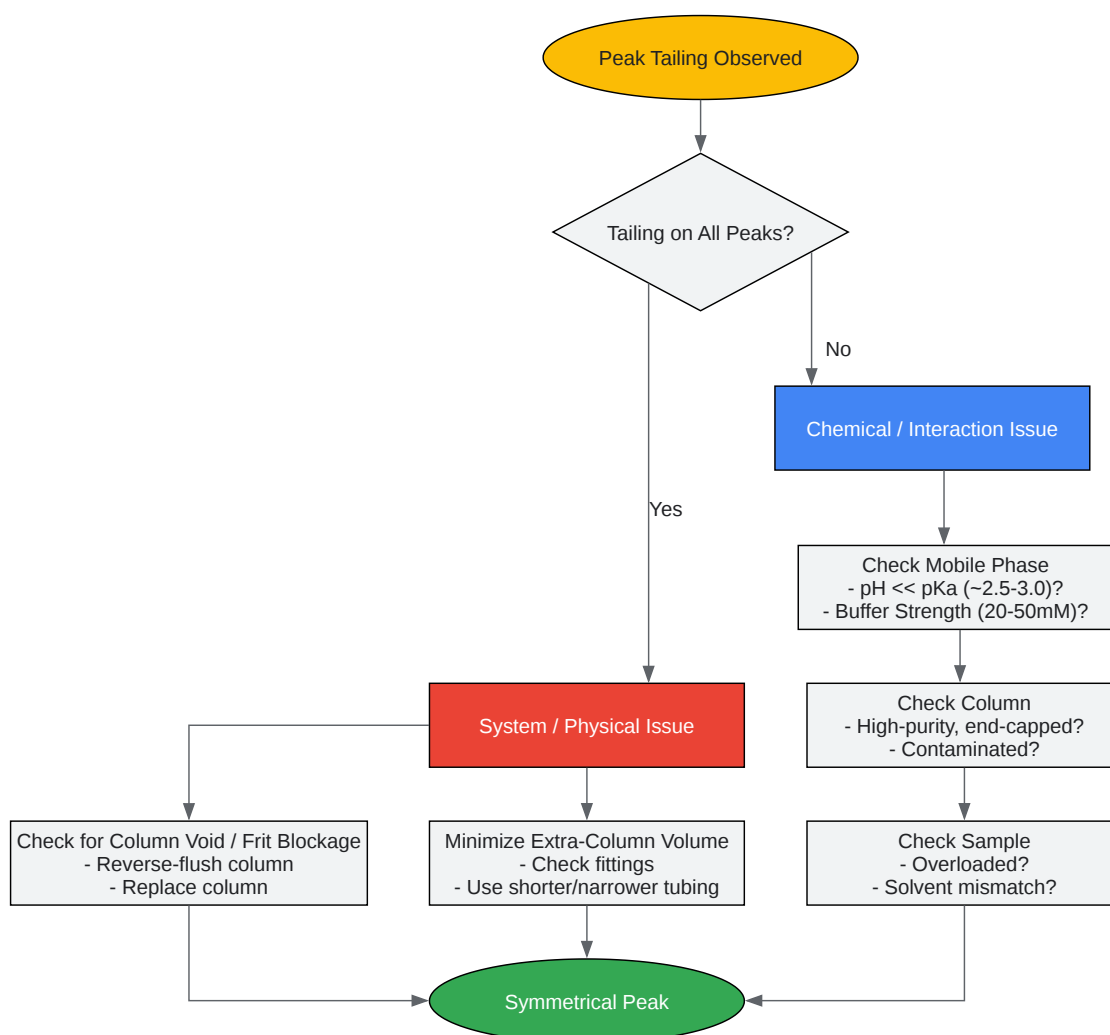 Peak Tailing Observed
Tailing on All Peaks?
No
Chemical / Interaction Issue
Yes
Check Mobile Phase
- pH << pKa (~2.5-3.0)?
- Buffer Strength (20-50mM)?
System / Physical Issue
Check Column
- High-purity, end-capped?
- Contaminated?
Check for Column Void / Frit Blockage
- Reverse-flush column
- Replace column
Minimize Extra-Column Volume
- Check fittings
- Use shorter/narrower tubing
Check Sample
- Overloaded?
- Solvent mismatch?
Symmetrical Peak